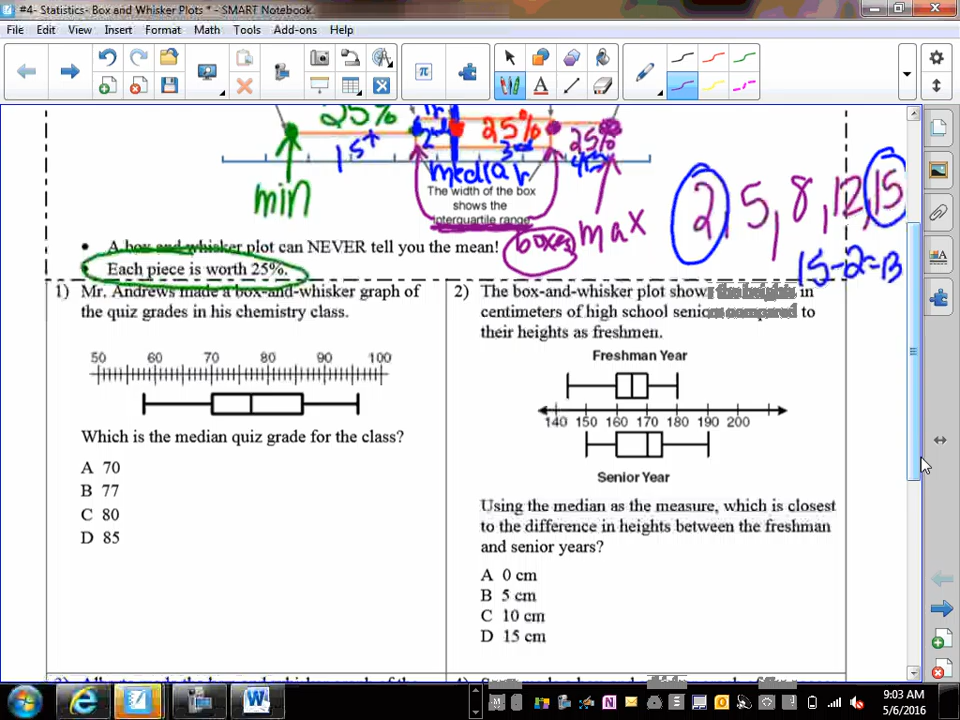 #4- Statistics- Box and Whisker Plots * - SMART Notebook
File Edit View Insert Format Math Tools Add-ons Help
25% 25% 25%
1st 2nd 3rd 4th
median
min
The width of the box
shows the
interquartile range
boxes max
2, 5, 8, 12, 15
15-2=13
• A box-and-whisker plot can NEVER tell you the mean!
• Each piece is worth 25%.
1) Mr. Andrews made a box-and-whisker graph of
the quiz grades in his chemistry class.
50 60 70 80 90 100
Which is the median quiz grade for the class?
A 70
B 77
C 80
D 85
2) The box-and-whisker plot shows the heights in
centimeters of high school seniors as compared to
their heights as freshmen.
Freshman Year
140 150 160 170 180 190 200
Senior Year
Using the median as the measure, which is closest
to the difference in heights between the freshman
and senior years?
A 0 cm
B 5 cm
C 10 cm
D 15 cm
9:03 AM
5/6/2016